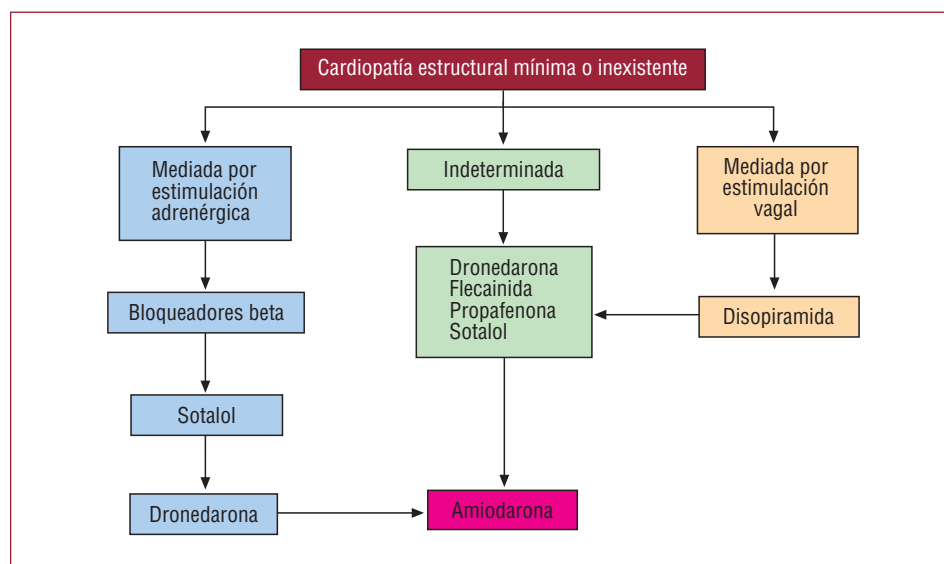 Cardiopatía estructural mínima o inexistente
Mediada por
estimulación
adrenérgica
Indeterminada
Mediada por
estimulación
vagal
Dronedarona
Flecainida
Propafenona
Sotalol
Bloqueadores beta
Disopiramida
Sotalol
Dronedarona
Amiodarona